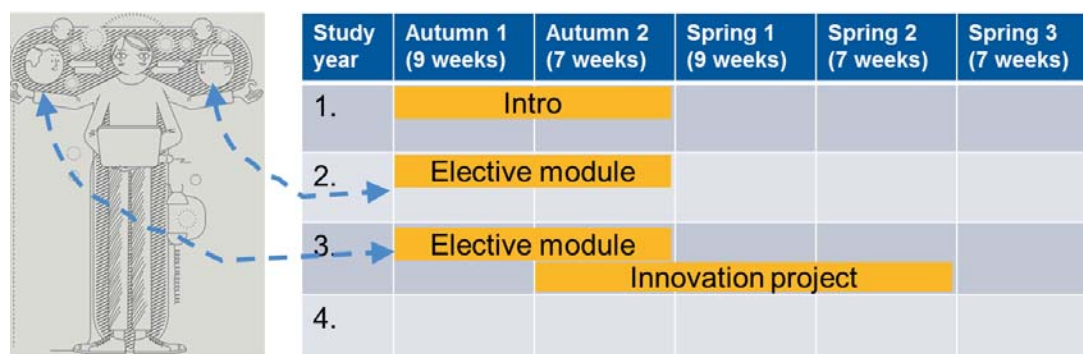 Study year
Autumn 1 (9 weeks)
Autumn 2 (7 weeks)
Spring 1 (9 weeks)
Spring 2 (7 weeks)
Spring 3 (7 weeks)
1.
Intro
2.
Elective module
3.
Elective module
Innovation project
4.